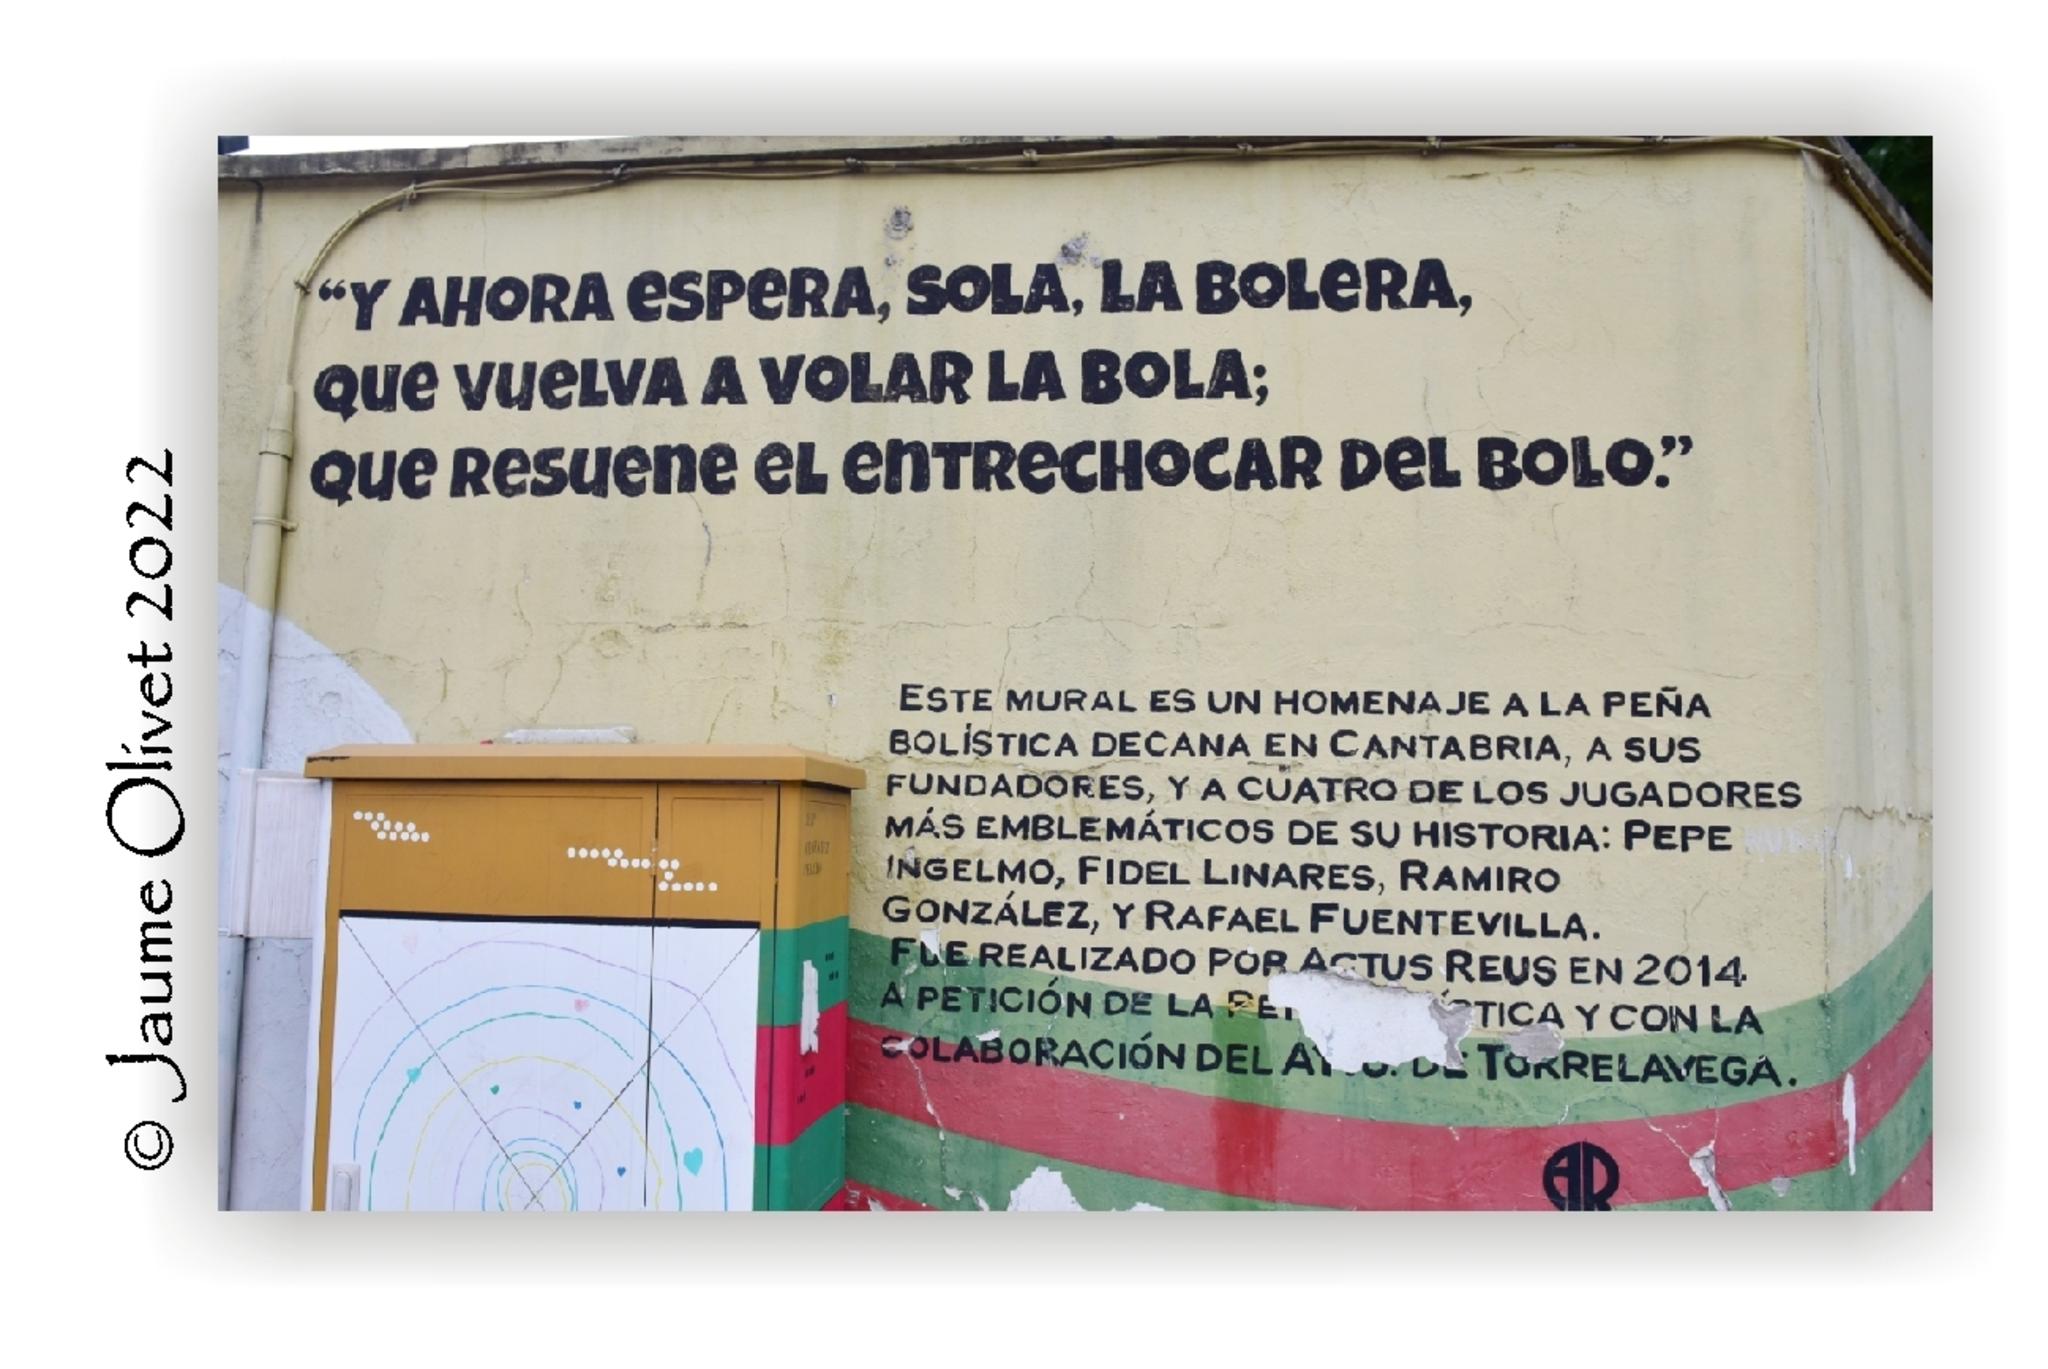 “Y AHORA ESPERA, SOLA, LA BOLERA,
QUE VUELVA A VOLAR LA BOLA;
QUE RESUENE EL ENTRECHOCAR DEL BOLO.”
ESTE MURAL ES UN HOMENAJE A LA PEÑA
BOLÍSTICA DECANA EN CANTABRIA, A SUS
FUNDADORES, Y A CUATRO DE LOS JUGADORES
MÁS EMBLEMÁTICOS DE SU HISTORIA: PEPE
INGELMO, FIDEL LINARES, RAMIRO
GONZÁLEZ, Y RAFAEL FUENTEVILLA.
FUE REALIZADO POR ACTUS REUS EN 2014
A PETICIÓN DE LA Y CON LA
COLABORACIÓN DEL DE TORRELAVEGA.
AR
© Jaume Olivet 2022